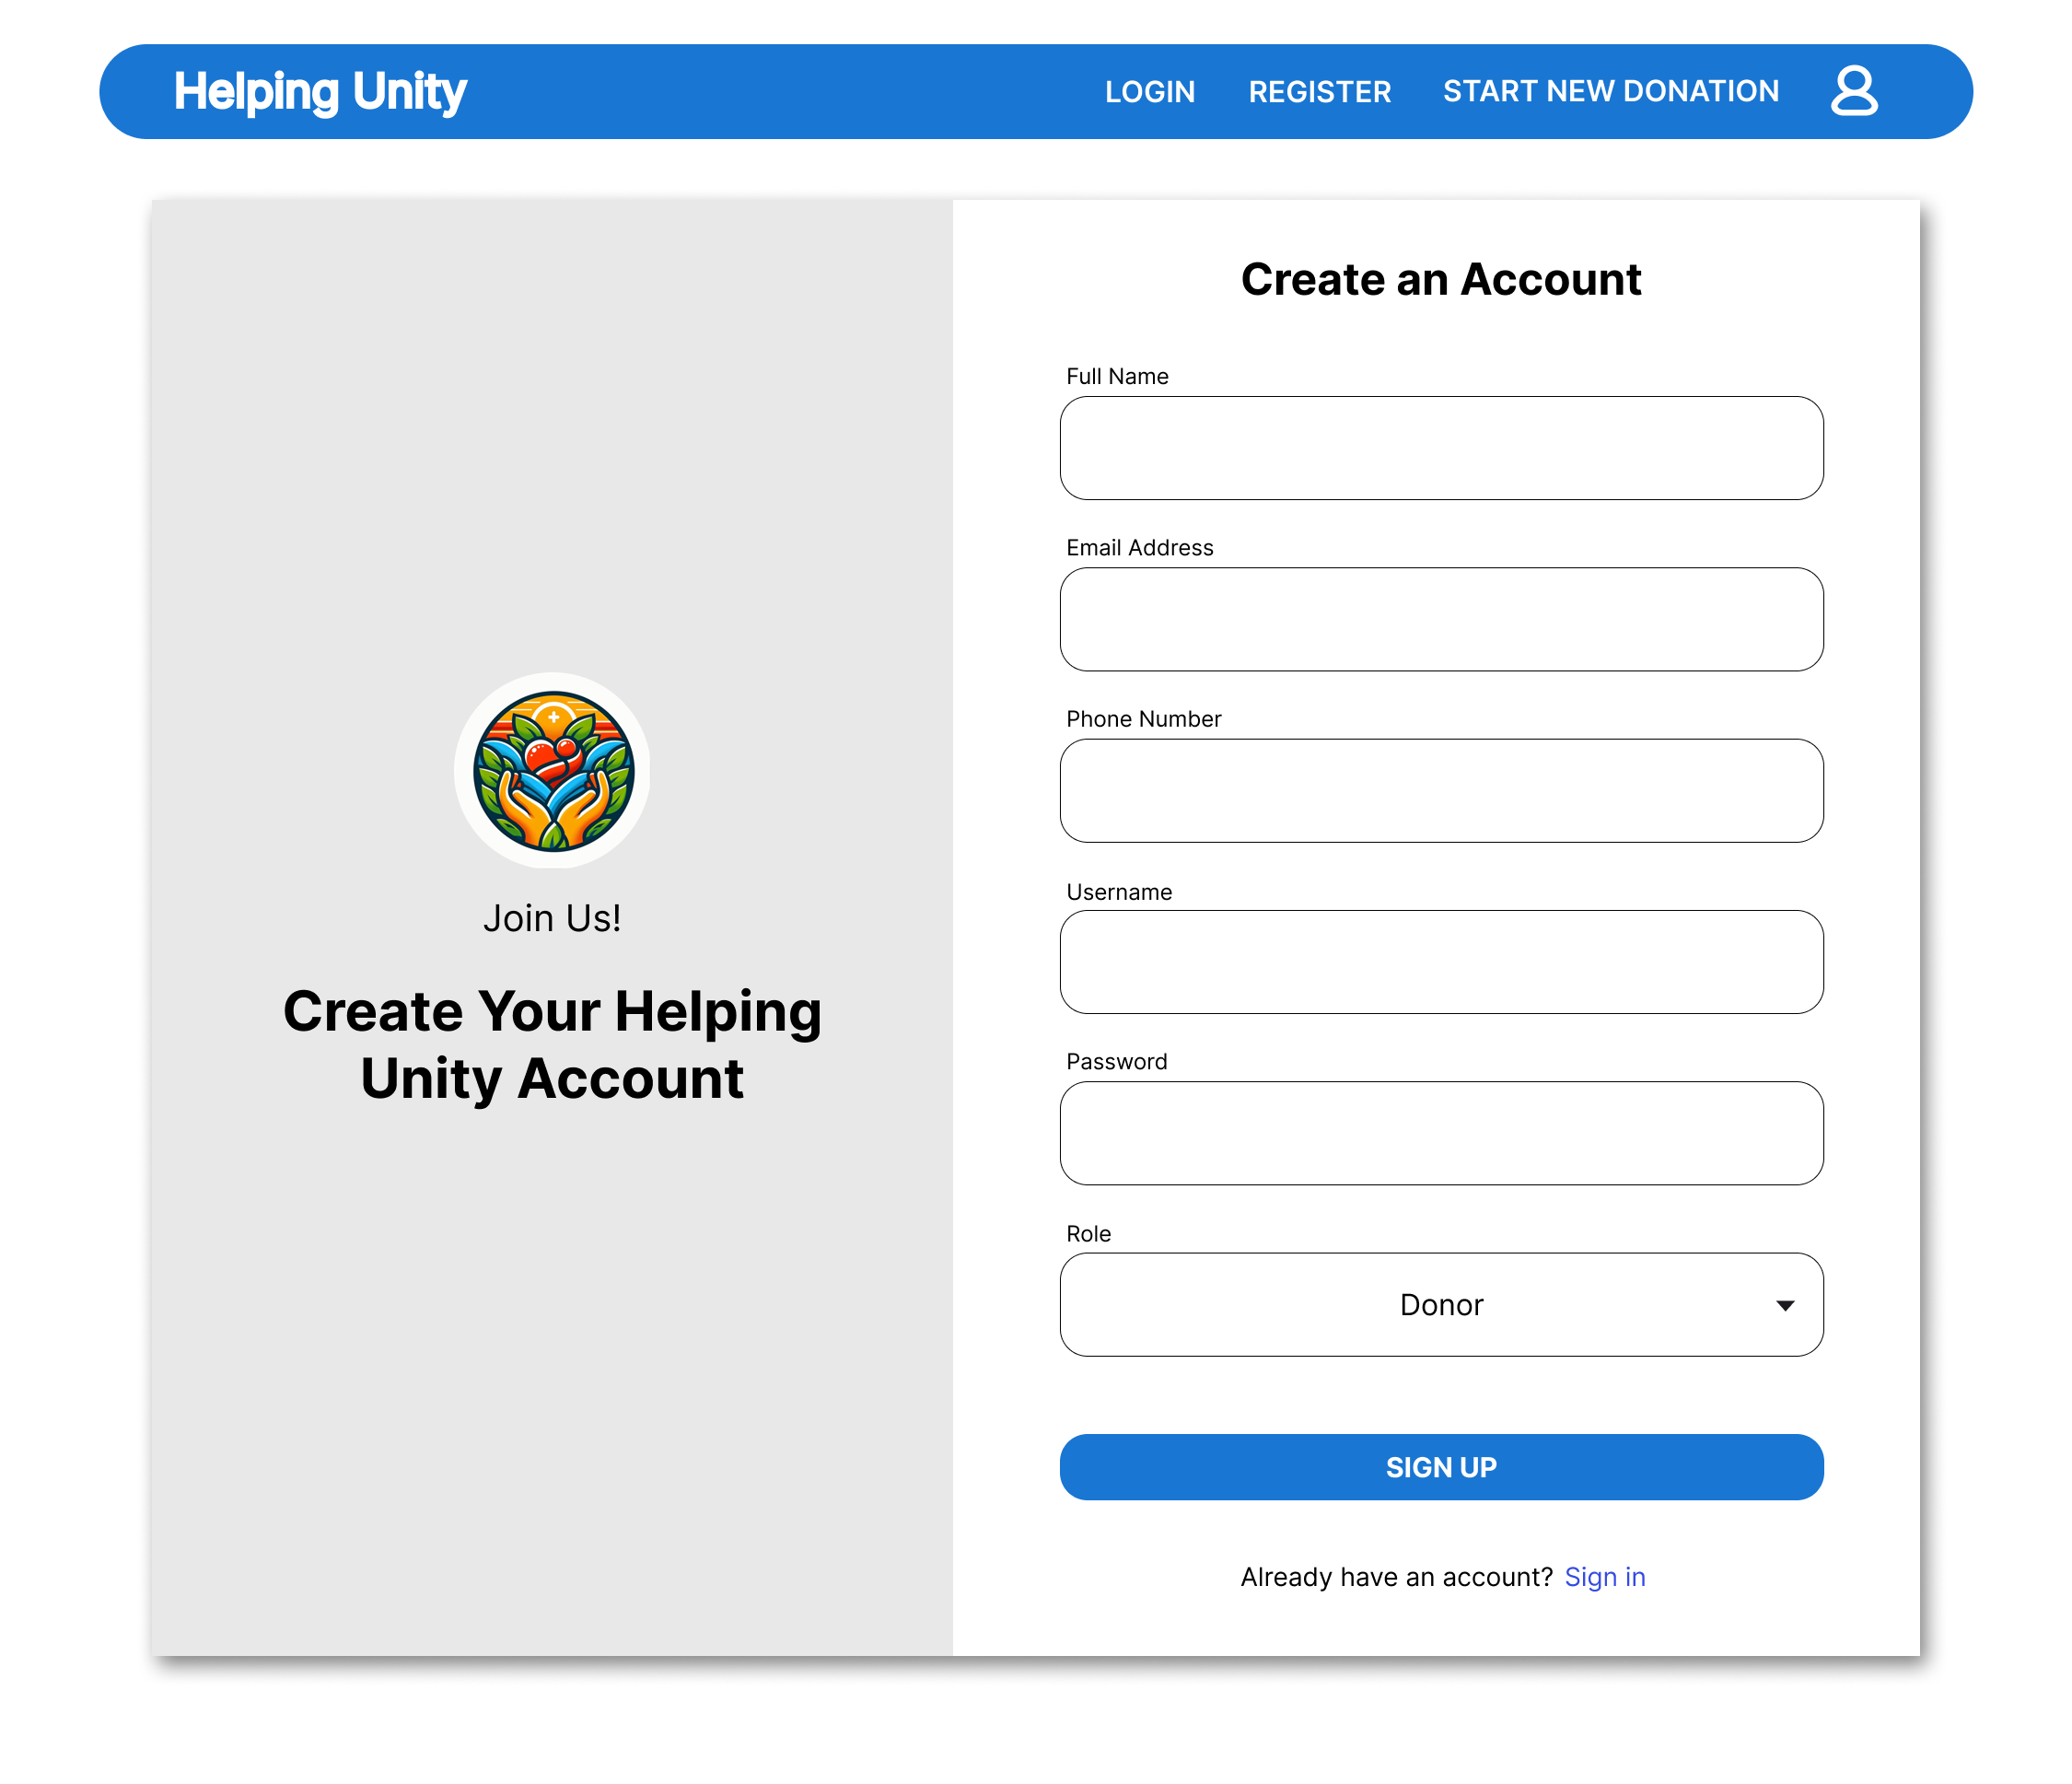 Helping Unity
LOGIN REGISTER START NEW DONATION
Join Us!
Create Your Helping
Unity Account
Create an Account
Full Name
Email Address
Phone Number
Username
Password
Role
Donor
SIGN UP
Already have an account? Sign in